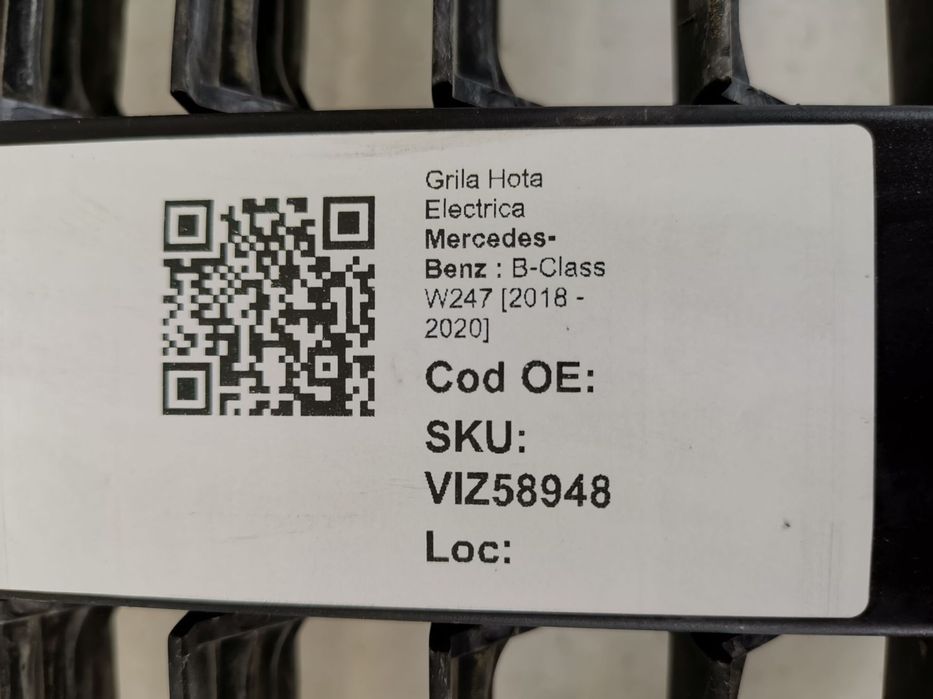 Grila Hota
Electrica
Mercedes-
Benz : B-Class
W247 [2018 -
2020]
Cod OE:
SKU:
VIZ58948
Loc: